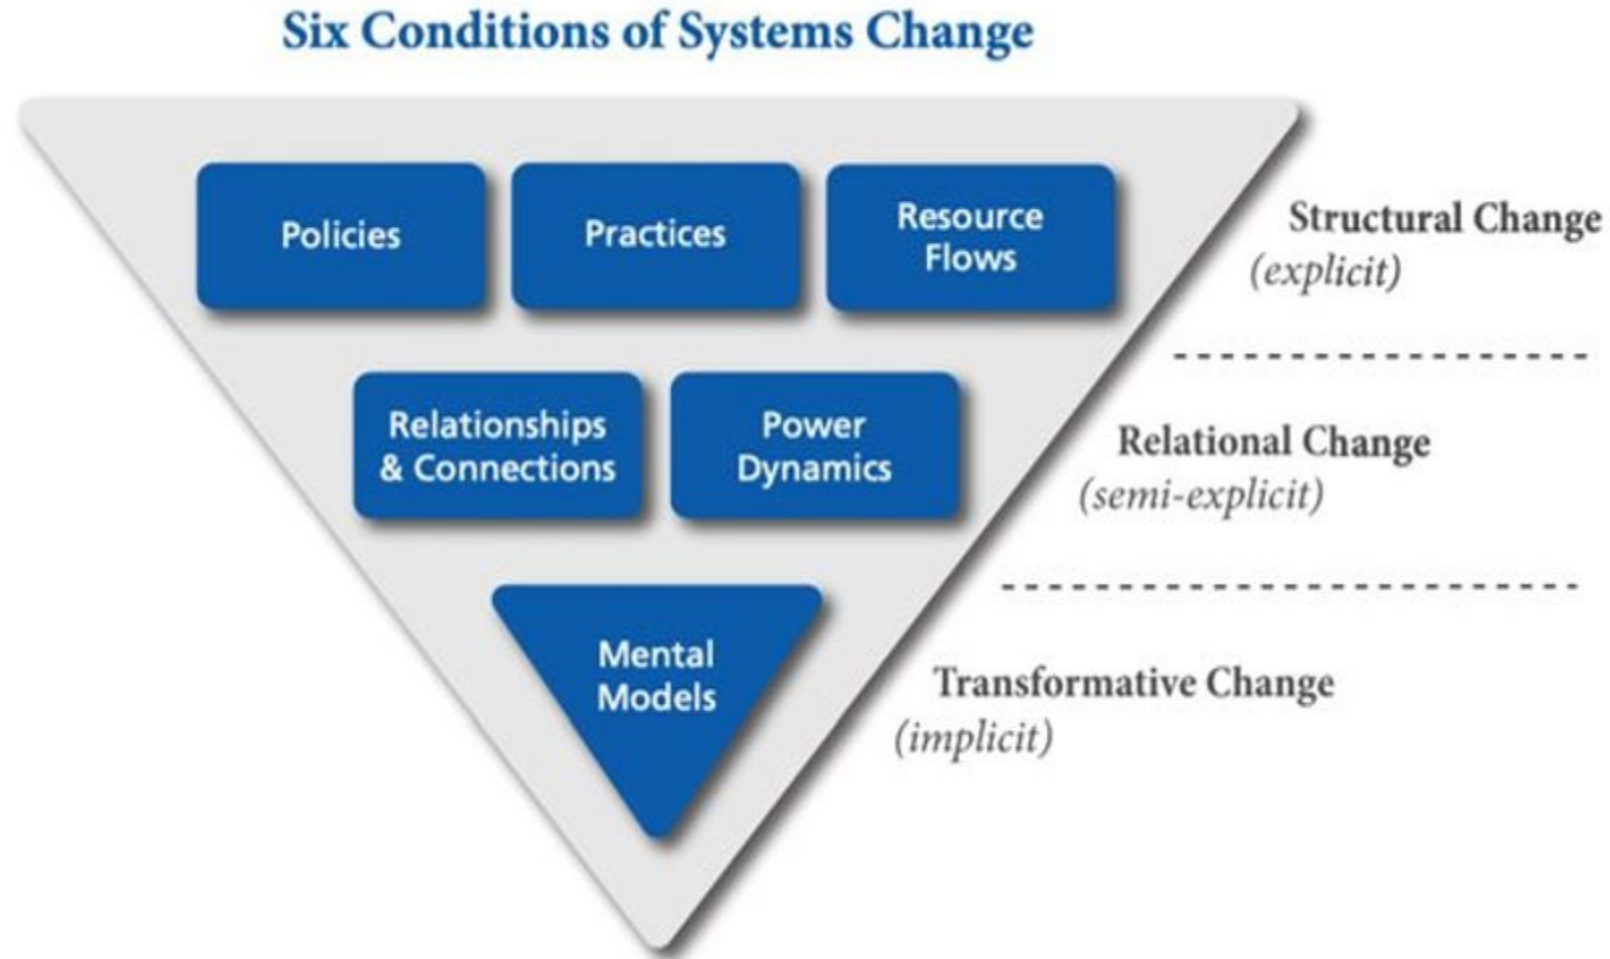 Six Conditions of Systems Change
Policies
Practices
Resource
Flows
Structural Change
(explicit)
Relationships
& Connections
Power
Dynamics
Relational Change
(semi-explicit)
Mental
Models
Transformative Change
(implicit)